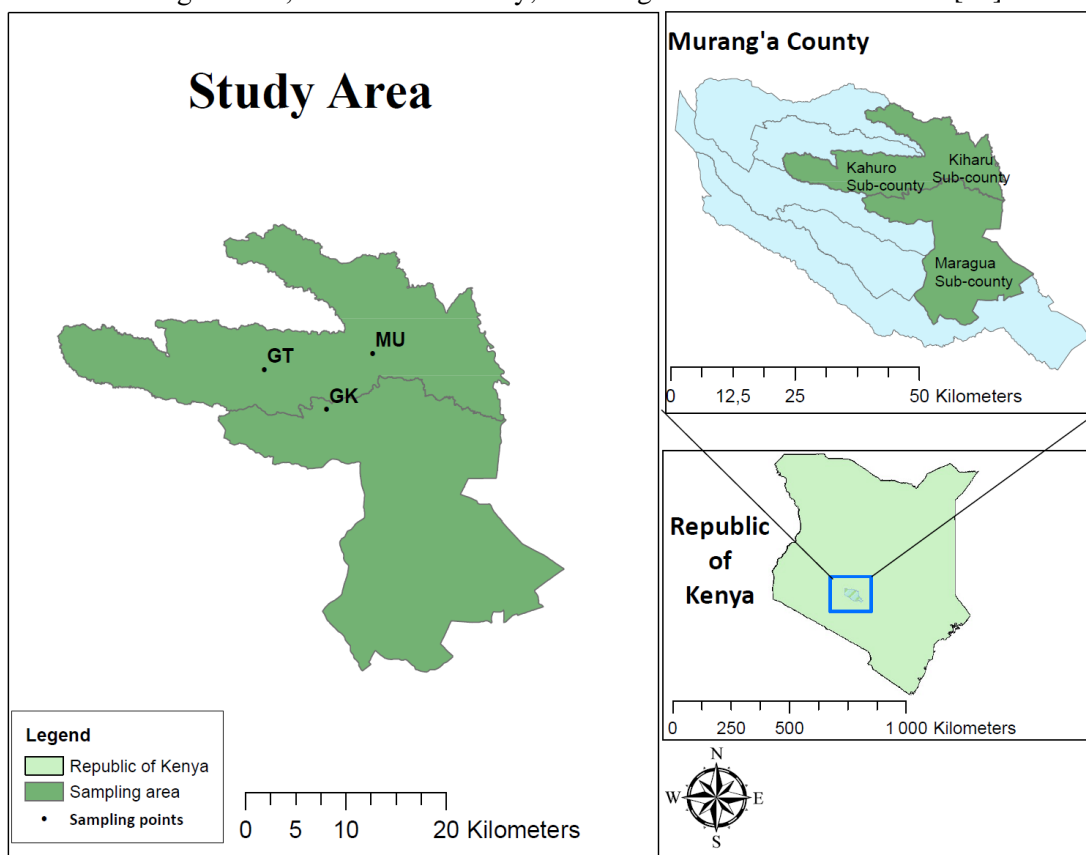 Study Area
MU
GT
GK
Legend
Republic of Kenya
Sampling area
Sampling points
0 5 10 20 Kilometers
Murang'a County
Kiharu
Sub-county
Kahuro
Sub-county
Maragua
Sub-county
0 12,5 25 50 Kilometers
Republic
of
Kenya
0 250 500 1 000 Kilometers
N
W E
S